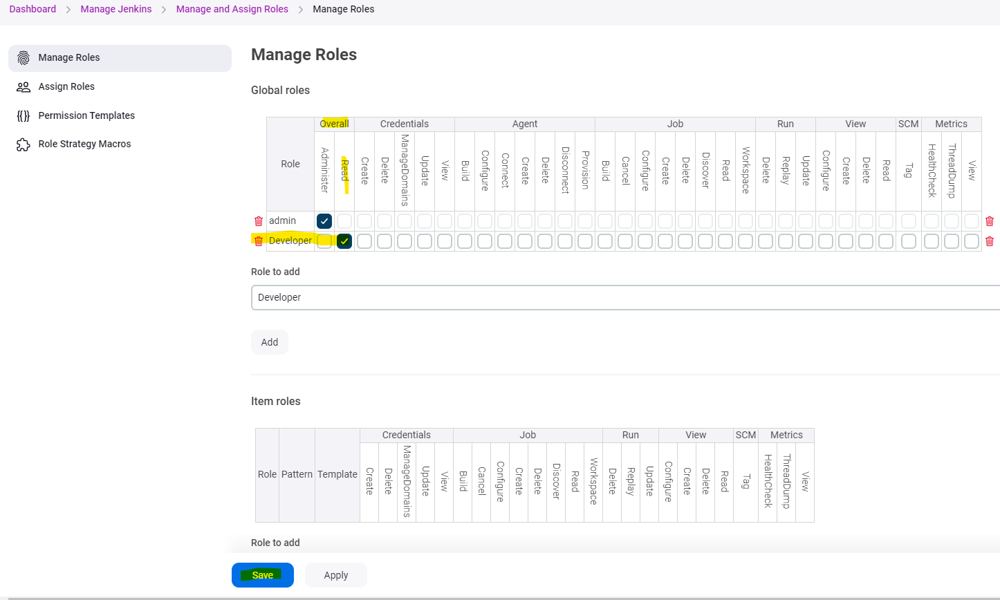 Dashboard Manage Jenkins Manage and Assign Roles Manage Roles
Manage Roles
Assign Roles
Permission Templates
Role Strategy Macros
Manage Roles
Global roles
Overall Credentials Agent Job Run View SCM Metrics
Role Administer Read Create Delete ManageDomains Update View Build Configure Connect Create Delete Disconnect Provision Build Cancel Configure Create Delete Discover Read Workspace Delete Replay Update Configure Create Delete Read Tag HealthCheck ThreadDump View
admin
Developer
Role to add
Developer
Add
Item roles
Credentials Job Run View SCM Metrics
Role Pattern Template Create Delete ManageDomains Update View Build Cancel Configure Create Delete Discover Read Workspace Delete Replay Update Configure Create Delete Read Tag HealthCheck ThreadDump View
Role to add
Save Apply